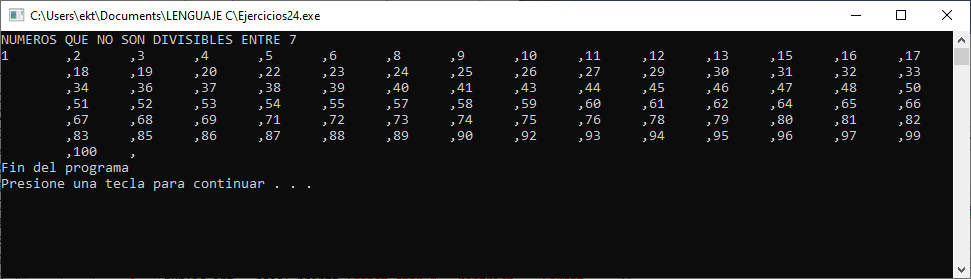 C:\Users\ekt\Documents\LENGUAJE C\Ejercicios24.exe
NUMEROS QUE NO SON DIVISIBLES ENTRE 7
1 ,2 ,3 ,4 ,5 ,6 ,8 ,9 ,10 ,11 ,12 ,13 ,15 ,16 ,17
,18 ,19 ,20 ,22 ,23 ,24 ,25 ,26 ,27 ,29 ,30 ,31 ,32 ,33
,34 ,36 ,37 ,38 ,39 ,40 ,41 ,43 ,44 ,45 ,46 ,47 ,48 ,50
,51 ,52 ,53 ,54 ,55 ,57 ,58 ,59 ,60 ,61 ,62 ,64 ,65 ,66
,67 ,68 ,69 ,71 ,72 ,73 ,74 ,75 ,76 ,78 ,79 ,80 ,81 ,82
,83 ,85 ,86 ,87 ,88 ,89 ,90 ,92 ,93 ,94 ,95 ,96 ,97 ,99
,100 ,
Fin del programa
Presione una tecla para continuar . . .